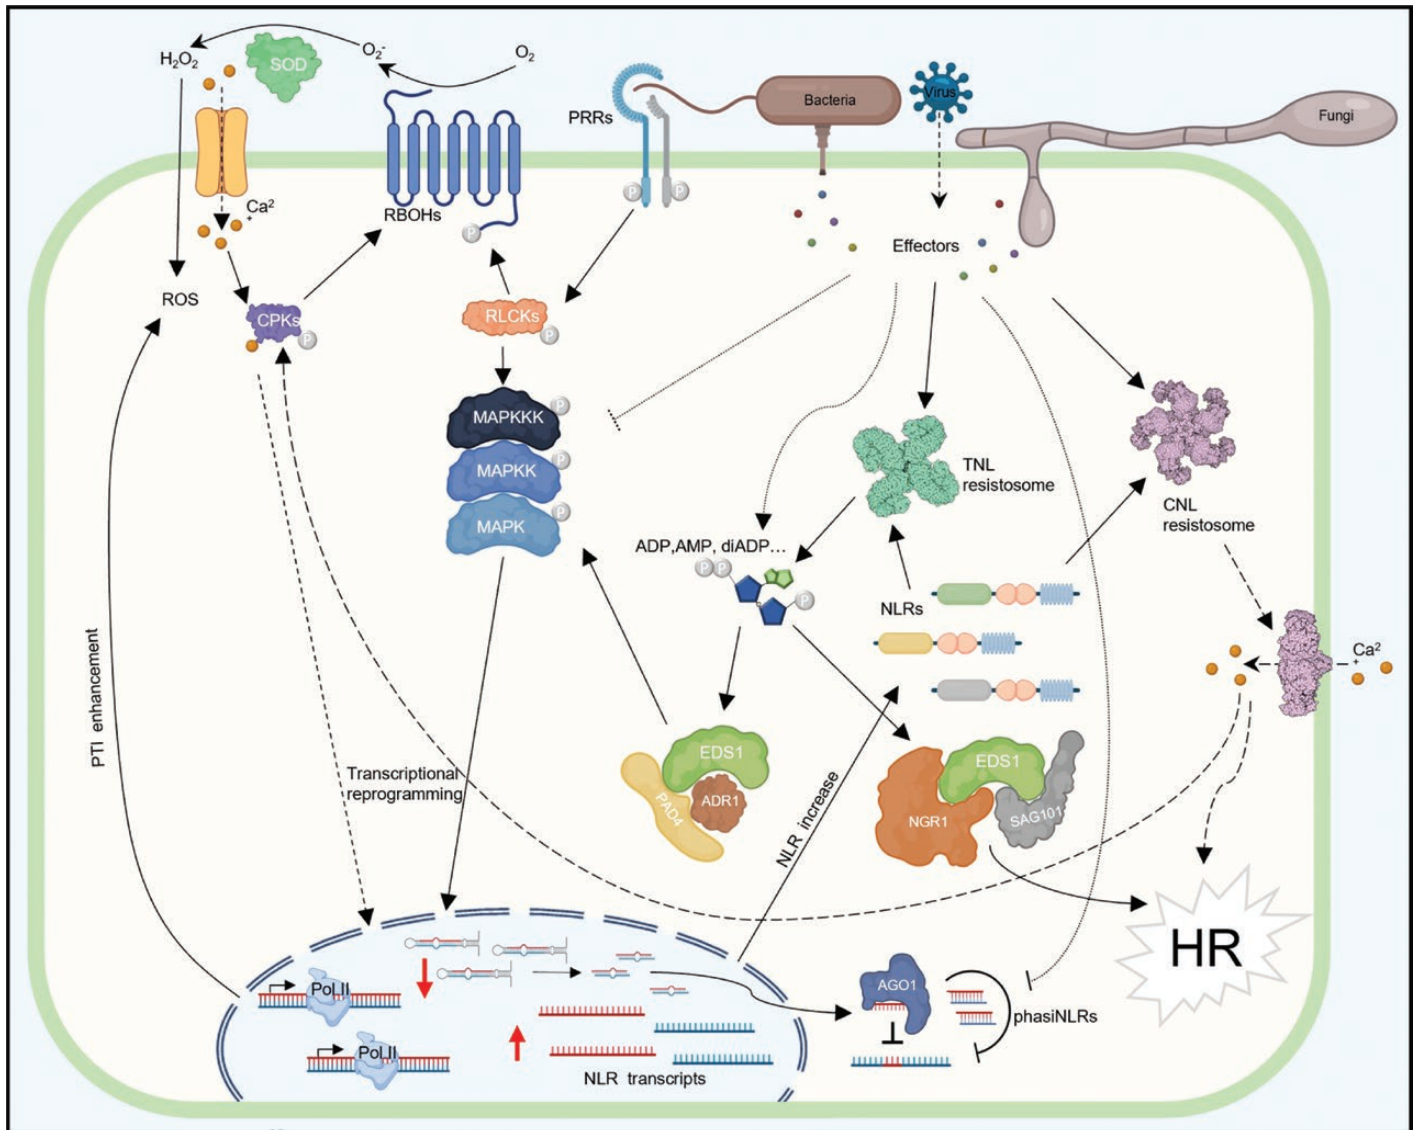 H₂O₂
SOD
O₂⁻
O₂
PRRs
Bacteria
Virus
Fungi
P
P
Ca²
+
RBOHs
P
Effectors
ROS
CPKs
P
RLCKs
P
MAPKKK
P
MAPKK
P
MAPK
P
TNL
resistosome
CNL
resistosome
ADP,AMP, diADP...
P
P
P
NLRs
Ca²
+
PTI enhancement
Transcriptional
reprogramming
EDS1
PAD4
ADR1
NLR increase
EDS1
NGR1
SAG101
HR
Pol II
Pol II
NLR transcripts
AGO1
phasiNLRs